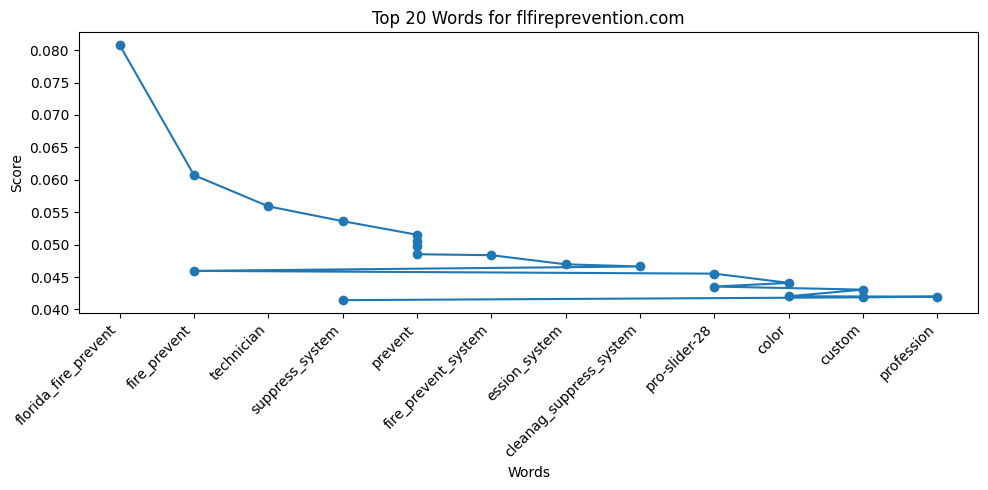 Top 20 Words for flfireprevention.com
Score
0.080
0.075
0.070
0.065
0.060
0.055
0.050
0.045
0.040
florida_fire_prevent
fire_prevent
technician
suppress_system
prevent
fire_prevent_system
ession_system
cleanag_suppress_system
pro-slider-28
color
custom
profession
Words